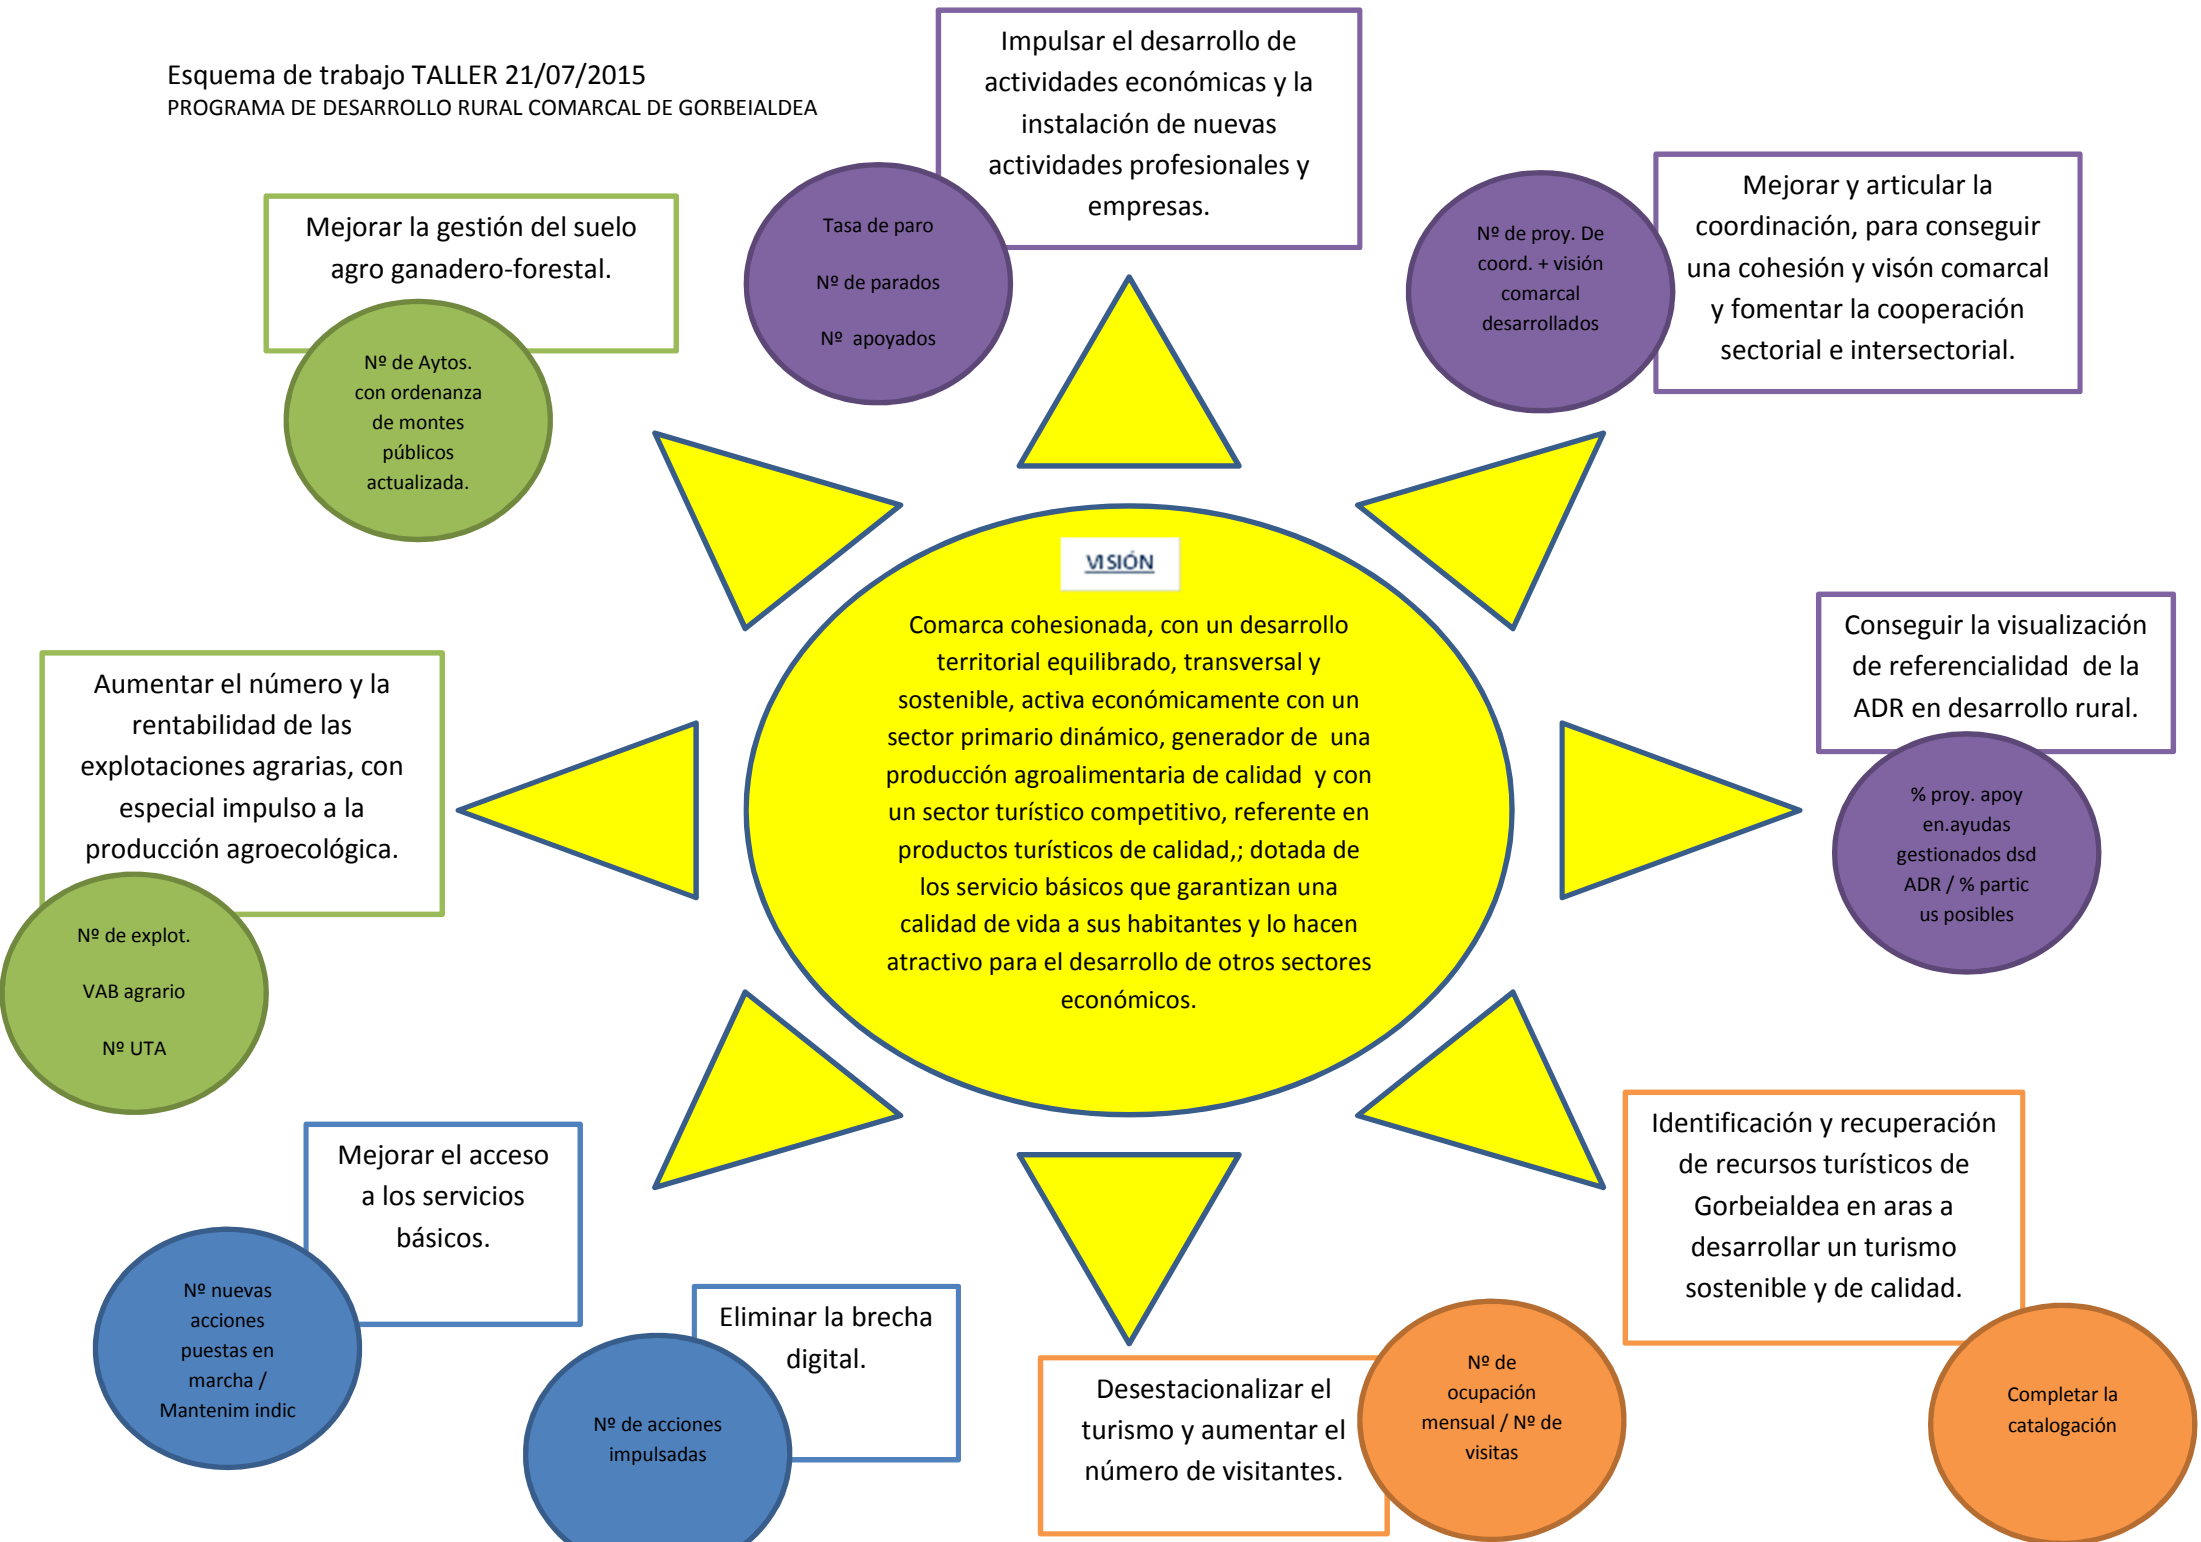 Esquema de trabajo TALLER 21/07/2015
PROGRAMA DE DESARROLLO RURAL COMARCAL DE GORBEIALDEA
Impulsar el desarrollo de
actividades económicas y la
instalación de nuevas
actividades profesionales y
empresas.
Tasa de paro
Nº de parados
Nº apoyados
Mejorar y articular la
coordinación, para conseguir
una cohesión y visón comarcal
y fomentar la cooperación
sectorial e intersectorial.
Nº de proy. De
coord. + visión
comarcal
desarrollados
Mejorar la gestión del suelo
agro ganadero-forestal.
Nº de Aytos.
con ordenanza
de montes
públicos
actualizada.
VISIÓN
Comarca cohesionada, con un desarrollo
territorial equilibrado, transversal y
sostenible, activa económicamente con un
sector primario dinámico, generador de una
producción agroalimentaria de calidad y con
un sector turístico competitivo, referente en
productos turísticos de calidad,; dotada de
los servicio básicos que garantizan una
calidad de vida a sus habitantes y lo hacen
atractivo para el desarrollo de otros sectores
económicos.
Conseguir la visualización
de referencialidad de la
ADR en desarrollo rural.
% proy. apoy
en.ayudas
gestionados dsd
ADR / % partic
us posibles
Aumentar el número y la
rentabilidad de las
explotaciones agrarias, con
especial impulso a la
producción agroecológica.
Nº de explot.
VAB agrario
Nº UTA
Mejorar el acceso
a los servicios
básicos.
Nº nuevas
acciones
puestas en
marcha /
Mantenim indic
Eliminar la brecha
digital.
Nº de acciones
impulsadas
Desestacionalizar el
turismo y aumentar el
número de visitantes.
Nº de
ocupación
mensual / Nº de
visitas
Identificación y recuperación
de recursos turísticos de
Gorbeialdea en aras a
desarrollar un turismo
sostenible y de calidad.
Completar la
catalogación